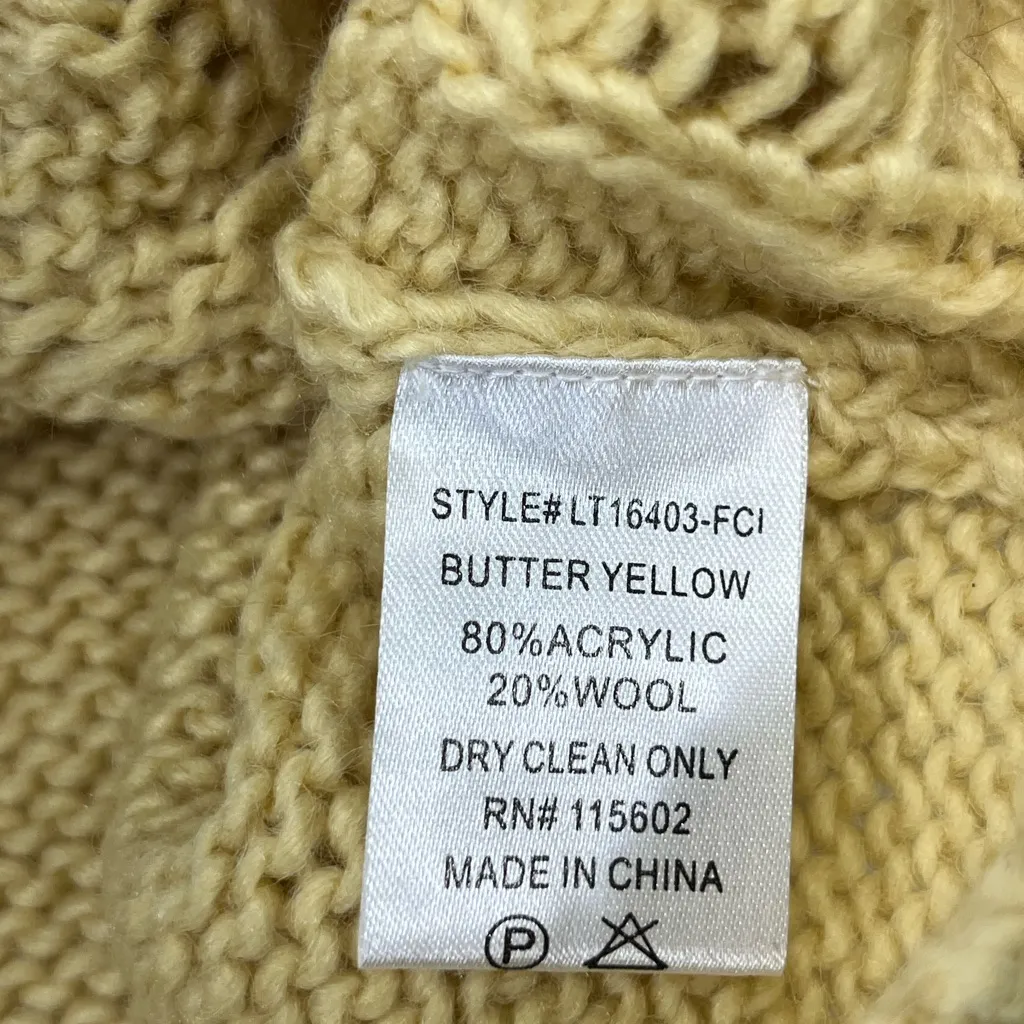 STYLE# LT16403-FCI
BUTTER YELLOW
80%ACRYLIC
20%WOOL
DRY CLEAN ONLY
RN# 115602
MADE IN CHINA
P